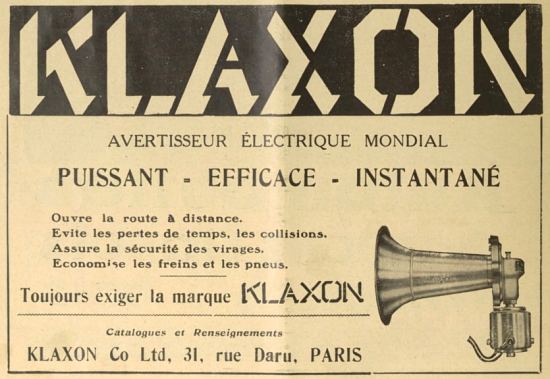 KLAXON
AVERTISSEUR ÉLECTRIQUE MONDIAL
PUISSANT - EFFICACE - INSTANTANÉ
Ouvre la route à distance.
Evite les pertes de temps, les collisions.
Assure la sécurité des virages.
Economise les freins et les pneus.
Toujours exiger la marque KLAXON
Catalogues et Renseignements
KLAXON Co Ltd, 31, rue Daru, PARIS